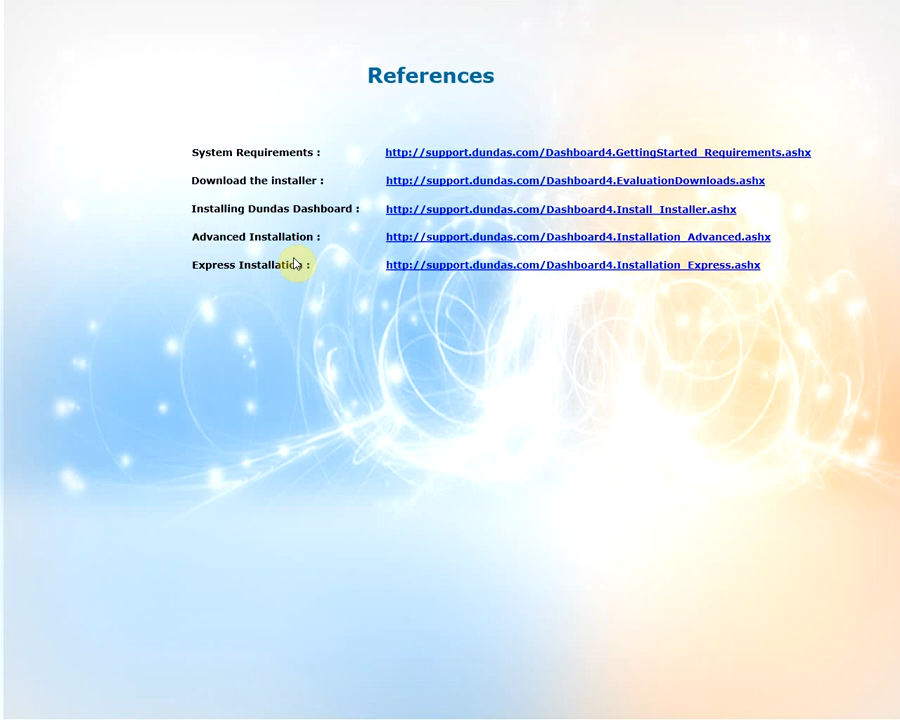 References
System Requirements : http://support.dundas.com/Dashboard4.GettingStarted_Requirements.ashx
Download the installer : http://support.dundas.com/Dashboard4.EvaluationDownloads.ashx
Installing Dundas Dashboard : http://support.dundas.com/Dashboard4.Install_Installer.ashx
Advanced Installation : http://support.dundas.com/Dashboard4.Installation_Advanced.ashx
Express Installation : http://support.dundas.com/Dashboard4.Installation_Express.ashx